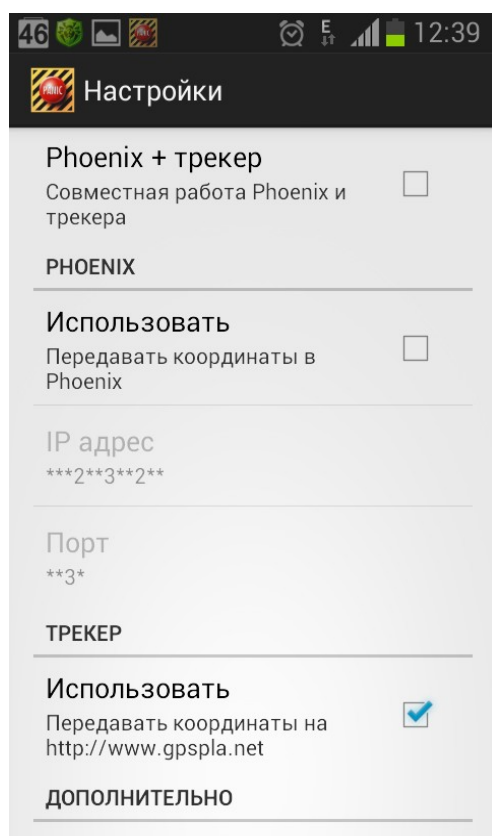 46 E 12:39
PANIC Настройки
Phoenix + трекер
Совместная работа Phoenix и
трекера
PHOENIX
Использовать
Передавать координаты в
Phoenix
IP адрес
***2**3**2**
Порт
**3*
ТРЕКЕР
Использовать
Передавать координаты на
http://www.gpspla.net
ДОПОЛНИТЕЛЬНО